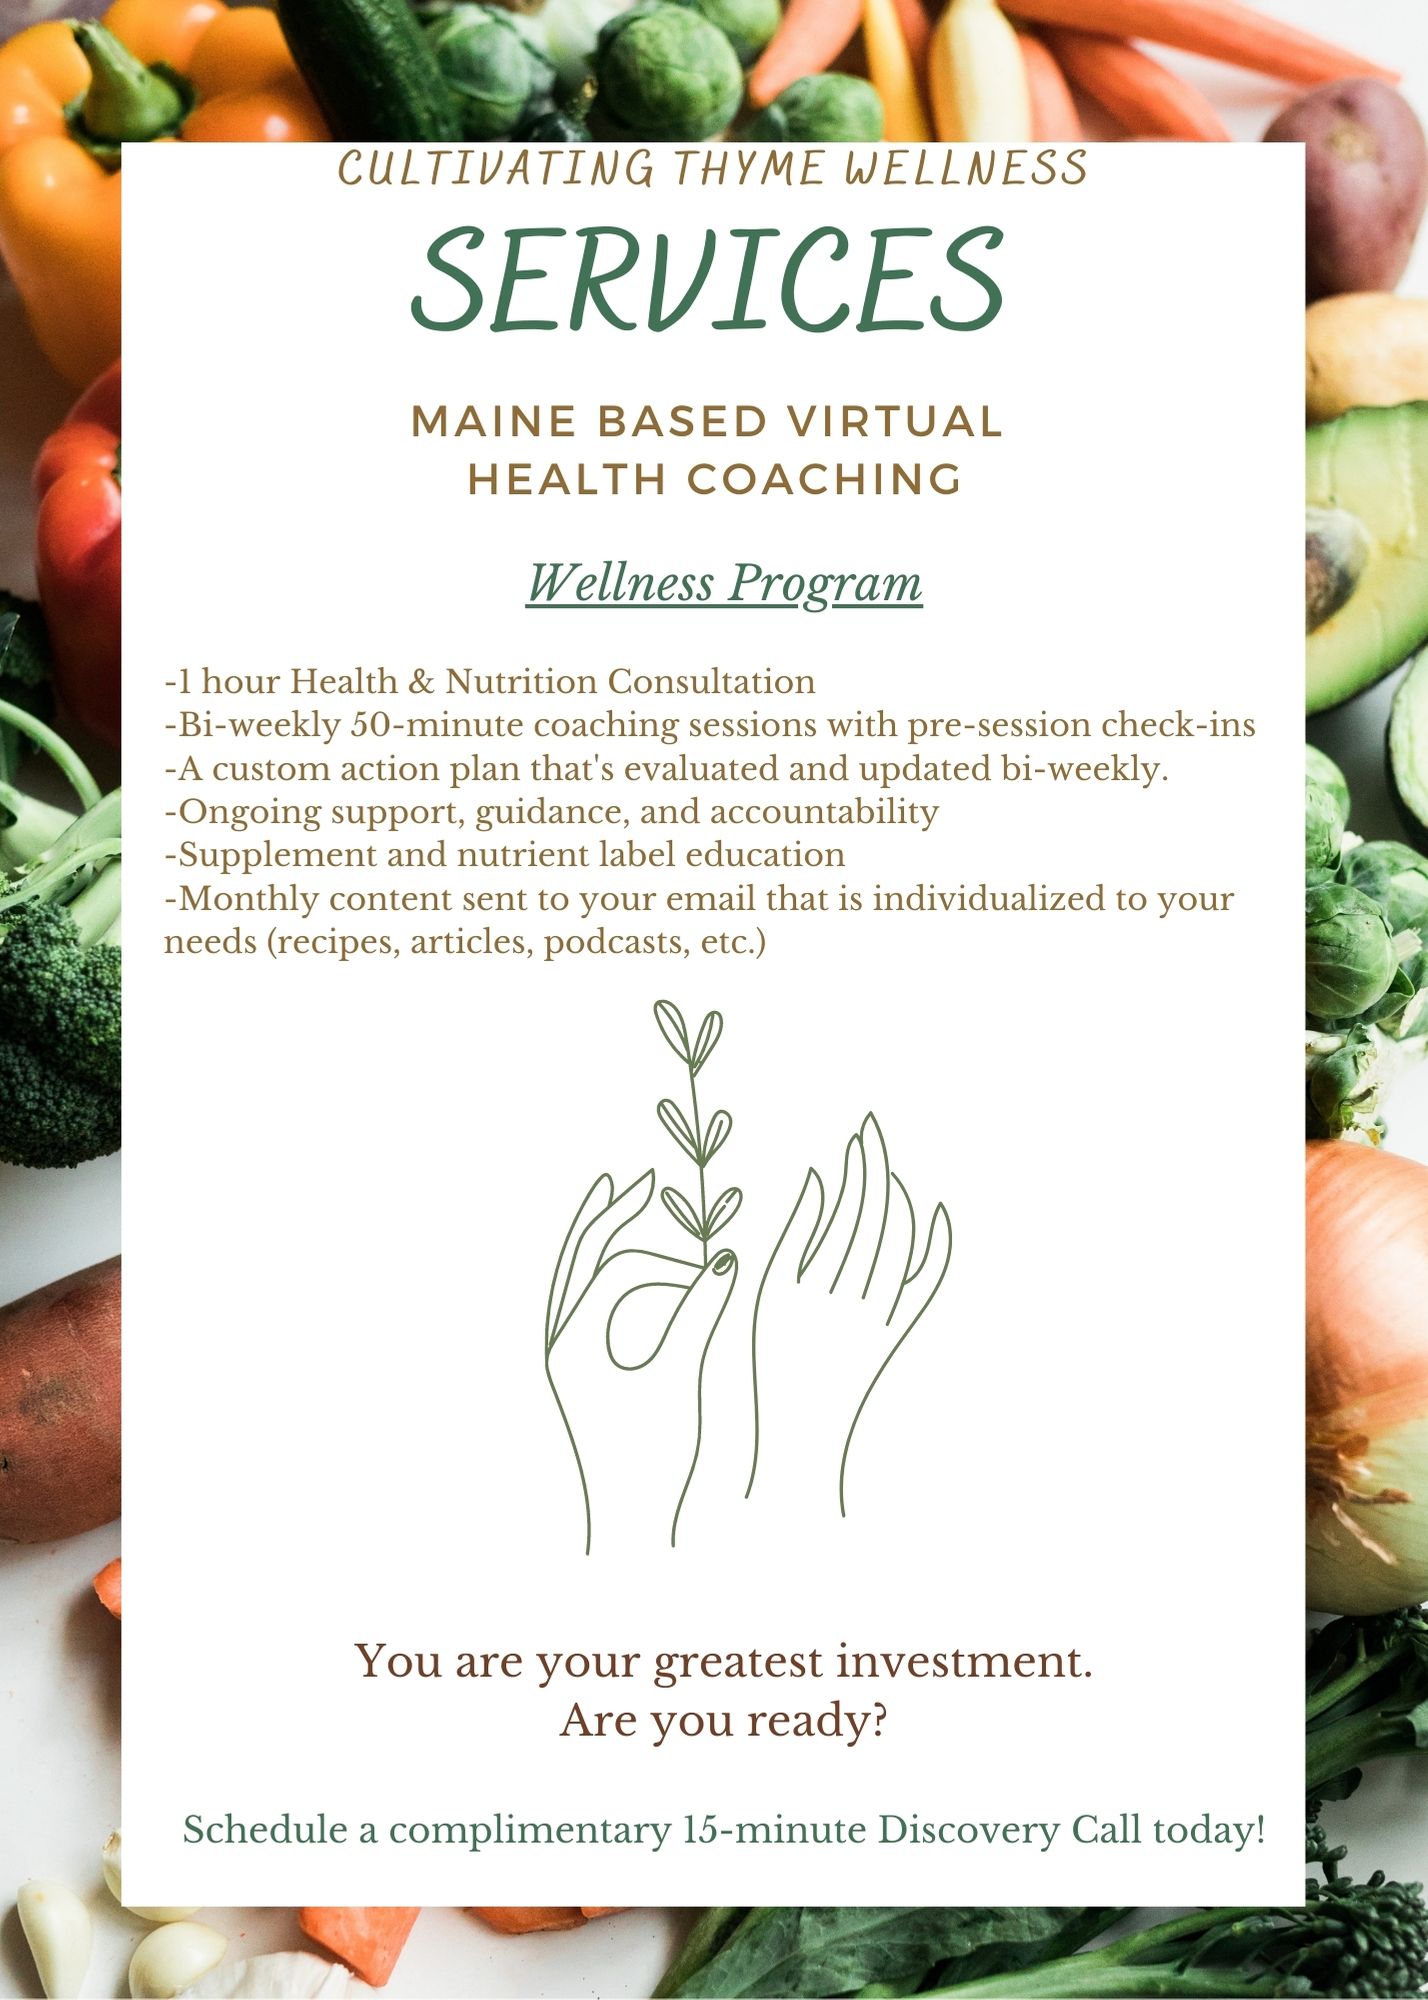 CULTIVATING THYME WELLNESS
SERVICES
MAINE BASED VIRTUAL
HEALTH COACHING
Wellness Program
-1 hour Health & Nutrition Consultation
-Bi-weekly 50-minute coaching sessions with pre-session check-ins
-A custom action plan that's evaluated and updated bi-weekly.
-Ongoing support, guidance, and accountability
-Supplement and nutrient label education
-Monthly content sent to your email that is individualized to your
needs (recipes, articles, podcasts, etc.)
You are your greatest investment.
Are you ready?
Schedule a complimentary 15-minute Discovery Call today!